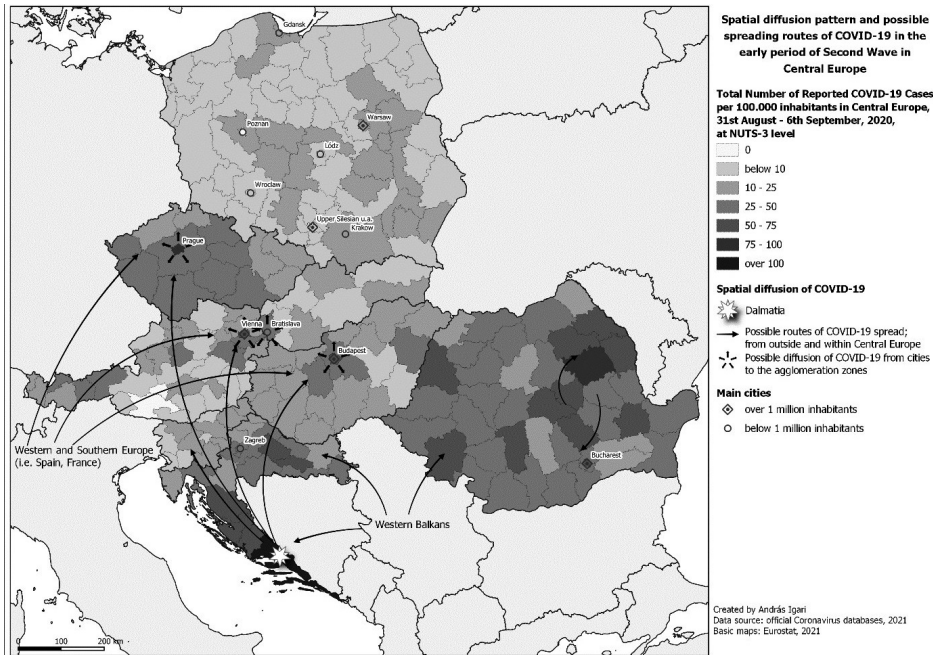 Spatial diffusion pattern and possible
spreading routes of COVID-19 in the
early period of Second Wave in
Central Europe
Total Number of Reported COVID-19 Cases
per 100.000 inhabitants in Central Europe,
31st August - 6th September, 2020,
at NUTS-3 level
0
below 10
10 - 25
25 - 50
50 - 75
75 - 100
over 100
Spatial diffusion of COVID-19
Dalmatia
Possible routes of COVID-19 spread;
from outside and within Central Europe
Possible diffusion of COVID-19 from cities
to the agglomeration zones
Main cities
over 1 million inhabitants
below 1 million inhabitants
Gdansk
Poznan
Warsaw
Lódz
Wroclaw
Upper Silesian u.a.
Krakow
Prague
Vienna
Bratislava
Budapest
Zagreb
Bucharest
Western and Southern Europe
(i.e. Spain, France)
Western Balkans
0 100 200 km
Created by András Igari
Data source: official Coronavirus databases, 2021
Basic maps: Eurostat, 2021